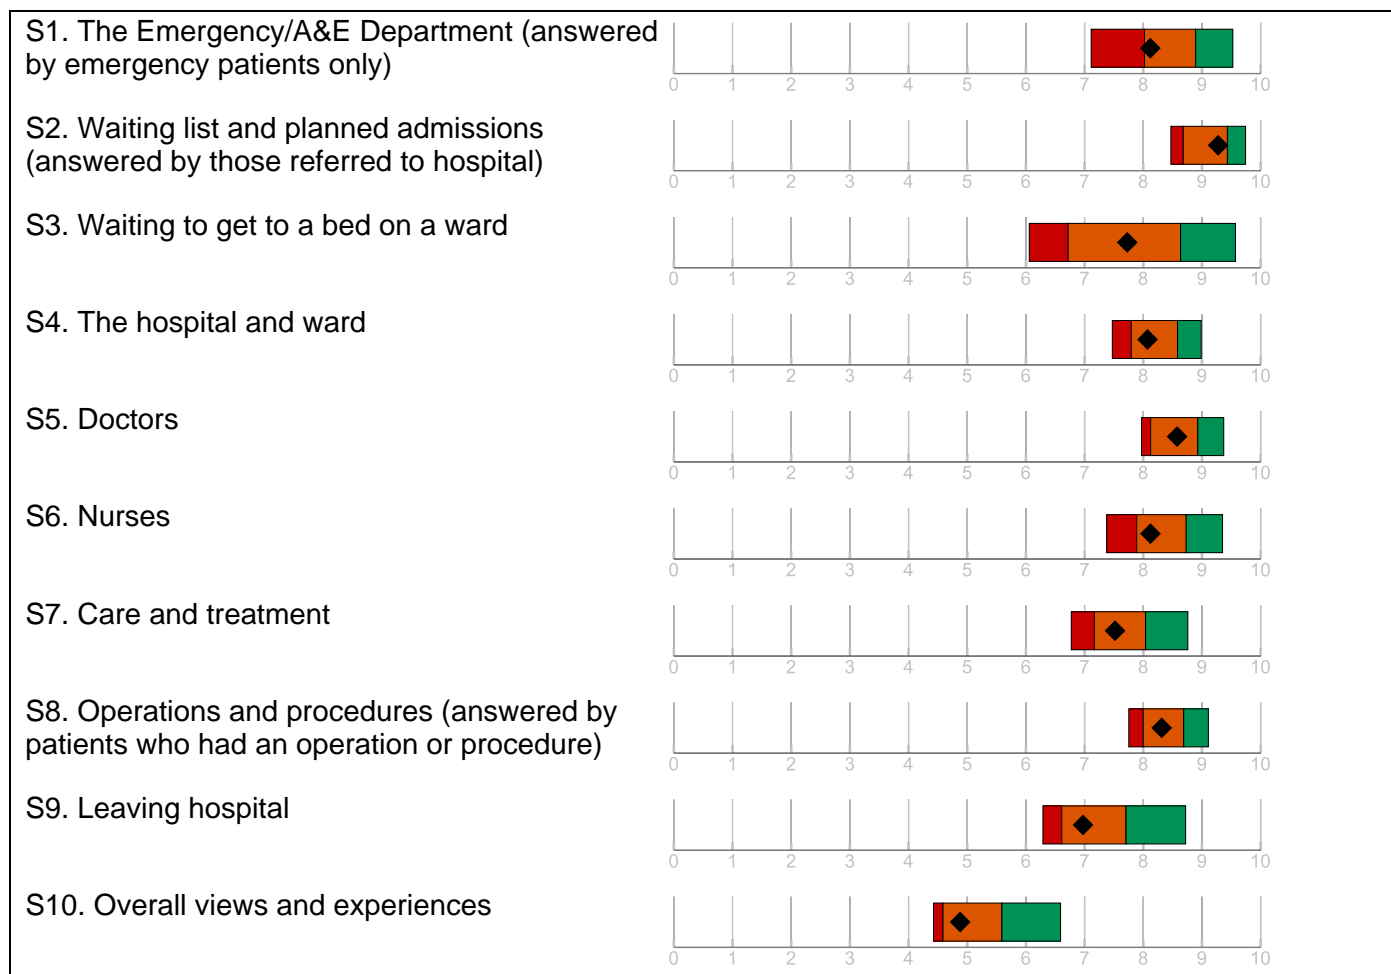 S1. The Emergency/A&E Department (answered
by emergency patients only)
0 1 2 3 4 5 6 7 8 9 10
S2. Waiting list and planned admissions
(answered by those referred to hospital)
0 1 2 3 4 5 6 7 8 9 10
S3. Waiting to get to a bed on a ward
0 1 2 3 4 5 6 7 8 9 10
S4. The hospital and ward
0 1 2 3 4 5 6 7 8 9 10
S5. Doctors
0 1 2 3 4 5 6 7 8 9 10
S6. Nurses
0 1 2 3 4 5 6 7 8 9 10
S7. Care and treatment
0 1 2 3 4 5 6 7 8 9 10
S8. Operations and procedures (answered by
patients who had an operation or procedure)
0 1 2 3 4 5 6 7 8 9 10
S9. Leaving hospital
0 1 2 3 4 5 6 7 8 9 10
S10. Overall views and experiences
0 1 2 3 4 5 6 7 8 9 10